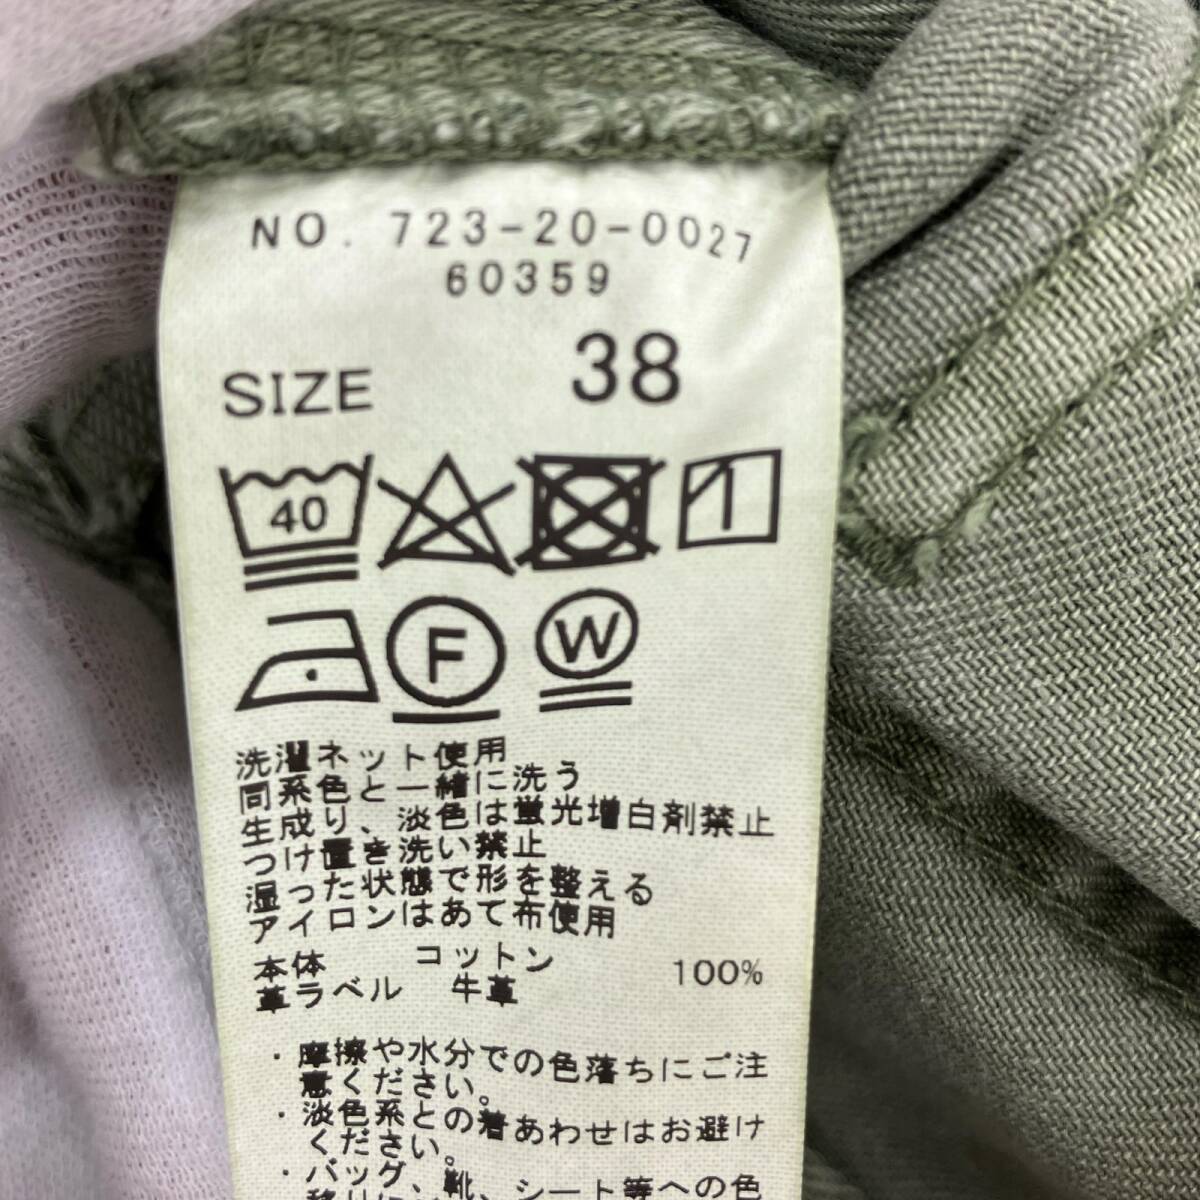 NO. 723-20-0027
60359
SIZE 38
40
F W
洗濯ネット使用
同系色と一緒に洗う
生成り、淡色は蛍光増白剤禁止
つけ置き洗い禁止
湿った状態で形を整える
アイロンはあて布使用
本体 コットン 100%
革ラベル 牛革
・摩擦や水分での色落ちにご注
意ください。
・淡色系との着あわせはお避け
ください。
・バッグ、靴、シート等への色